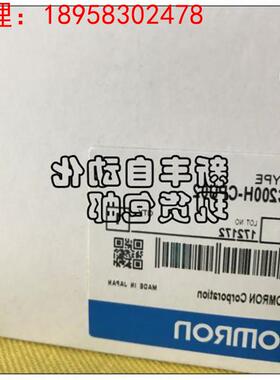 理：18958302478
新丰自动化
现货包邮
TYPE
LOT NO
172172
MADE IN JAPAN
OMRON Corporation
OMRON